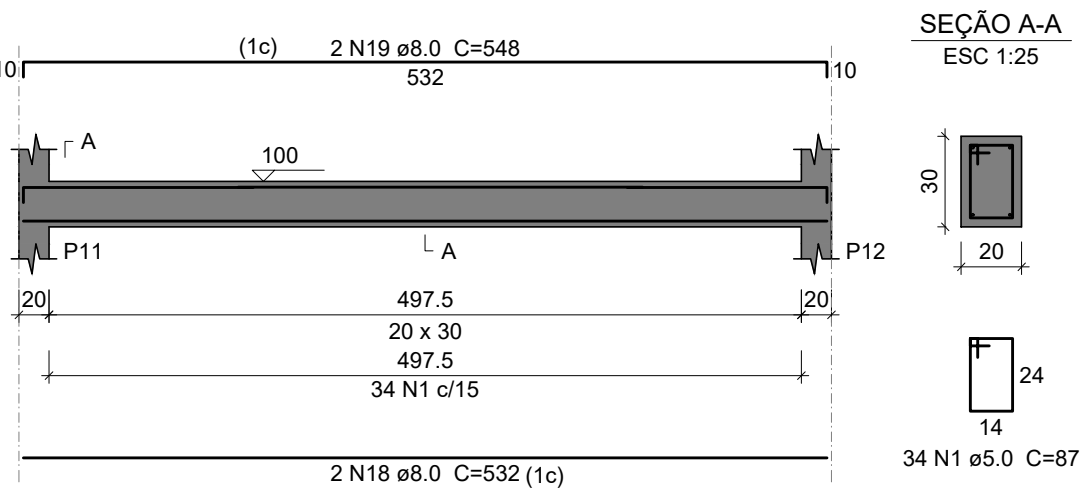 (1c) 2 N19 ø8.0 C=548
10 532 10
A
100
P11 A P12
20 497.5 20
20 x 30
497.5
34 N1 c/15
2 N18 ø8.0 C=532 (1c)
SEÇÃO A-A
ESC 1:25
30
20
24
14
34 N1 ø5.0 C=87